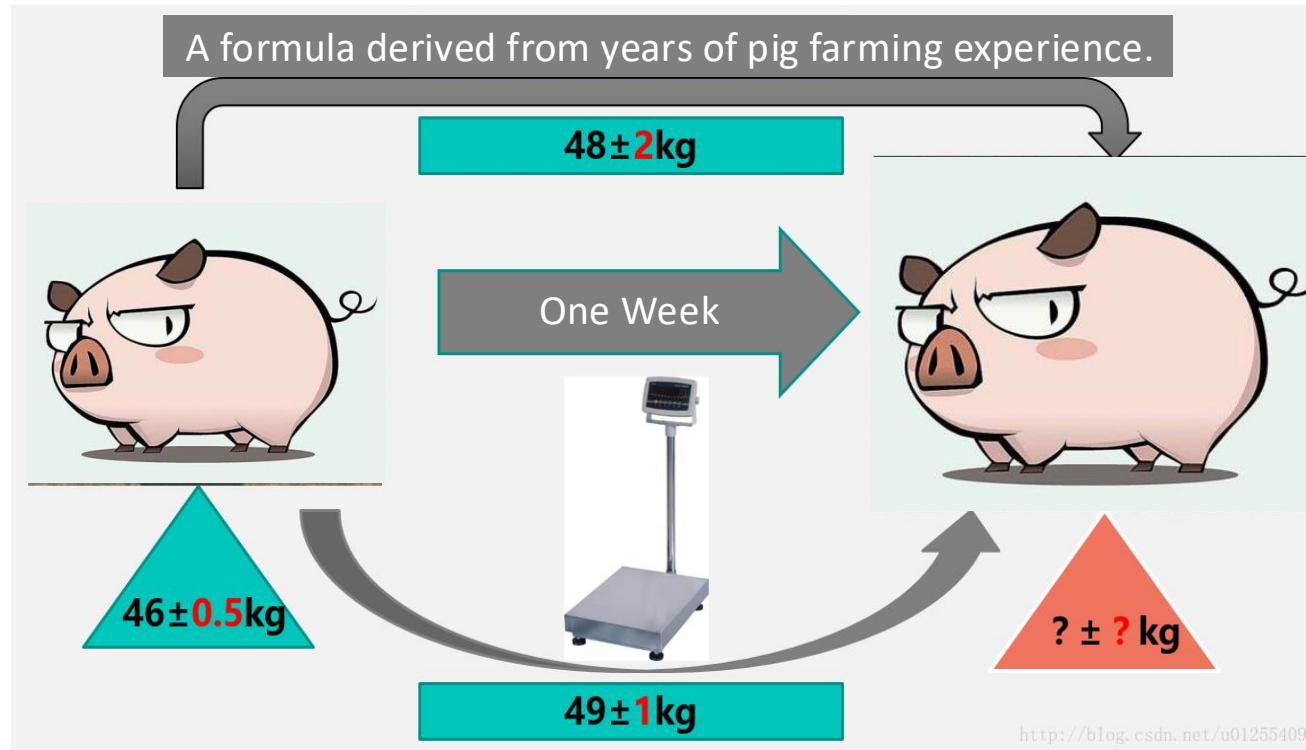 A formula derived from years of pig farming experience.
48±2kg
One Week
46±0.5kg
? ± ? kg
49±1kg
http://blog.csdn.net/u01255409